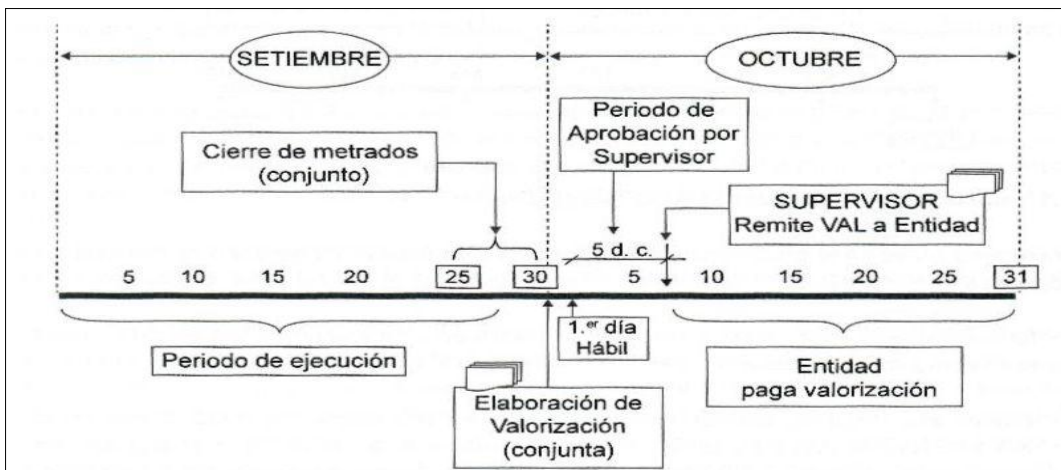 SETIEMBRE
OCTUBRE
Periodo de
Aprobación por
Supervisor
Cierre de metrados
(conjunto)
SUPERVISOR
Remite VAL a Entidad
5 d. c.
5 10 15 20 25 30 5 10 15 20 25 31
1.er día
Hábil
Periodo de ejecución
Entidad
paga valorización
Elaboración de
Valorización
(conjunta)